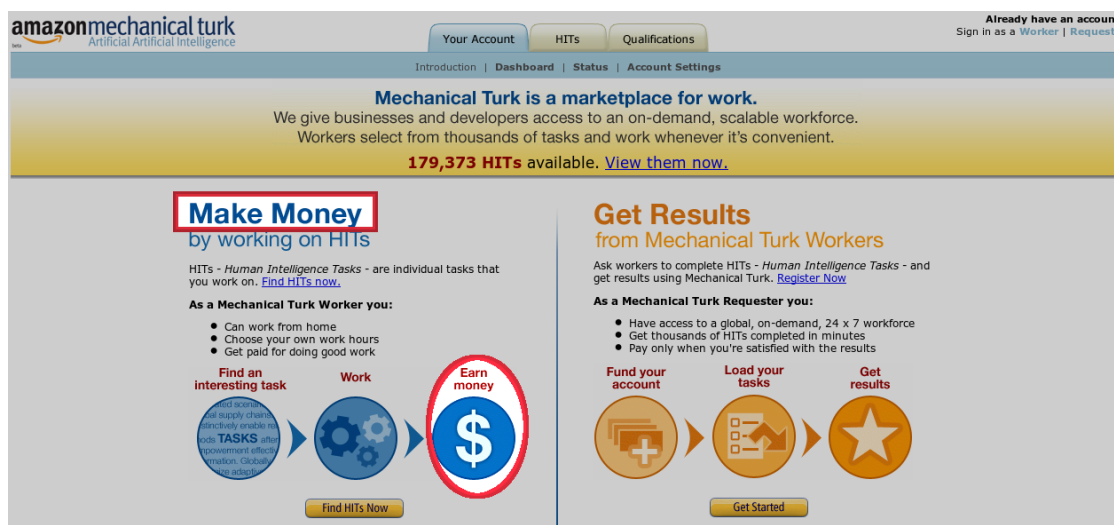 amazonmechanical turk
beta
Artificial Artificial Intelligence
Your Account
HITs
Qualifications
Already have an accoun
Sign in as a Worker | Request
Introduction | Dashboard | Status | Account Settings
Mechanical Turk is a marketplace for work.
We give businesses and developers access to an on-demand, scalable workforce.
Workers select from thousands of tasks and work whenever it's convenient.
179,373 HITs available. View them now.
Make Money
by working on HITs
HITs - Human Intelligence Tasks - are individual tasks that
you work on. Find HITs now.
As a Mechanical Turk Worker you:
• Can work from home
• Choose your own work hours
• Get paid for doing good work
Find an
interesting task
Work
Earn
money
supply chains
TASKS after
Globally
$
Find HITs Now
Get Results
from Mechanical Turk Workers
Ask workers to complete HITs - Human Intelligence Tasks - and
get results using Mechanical Turk. Register Now
As a Mechanical Turk Requester you:
• Have access to a global, on-demand, 24 x 7 workforce
• Get thousands of HITs completed in minutes
• Pay only when you're satisfied with the results
Fund your
account
Load your
tasks
Get
results
Get Started